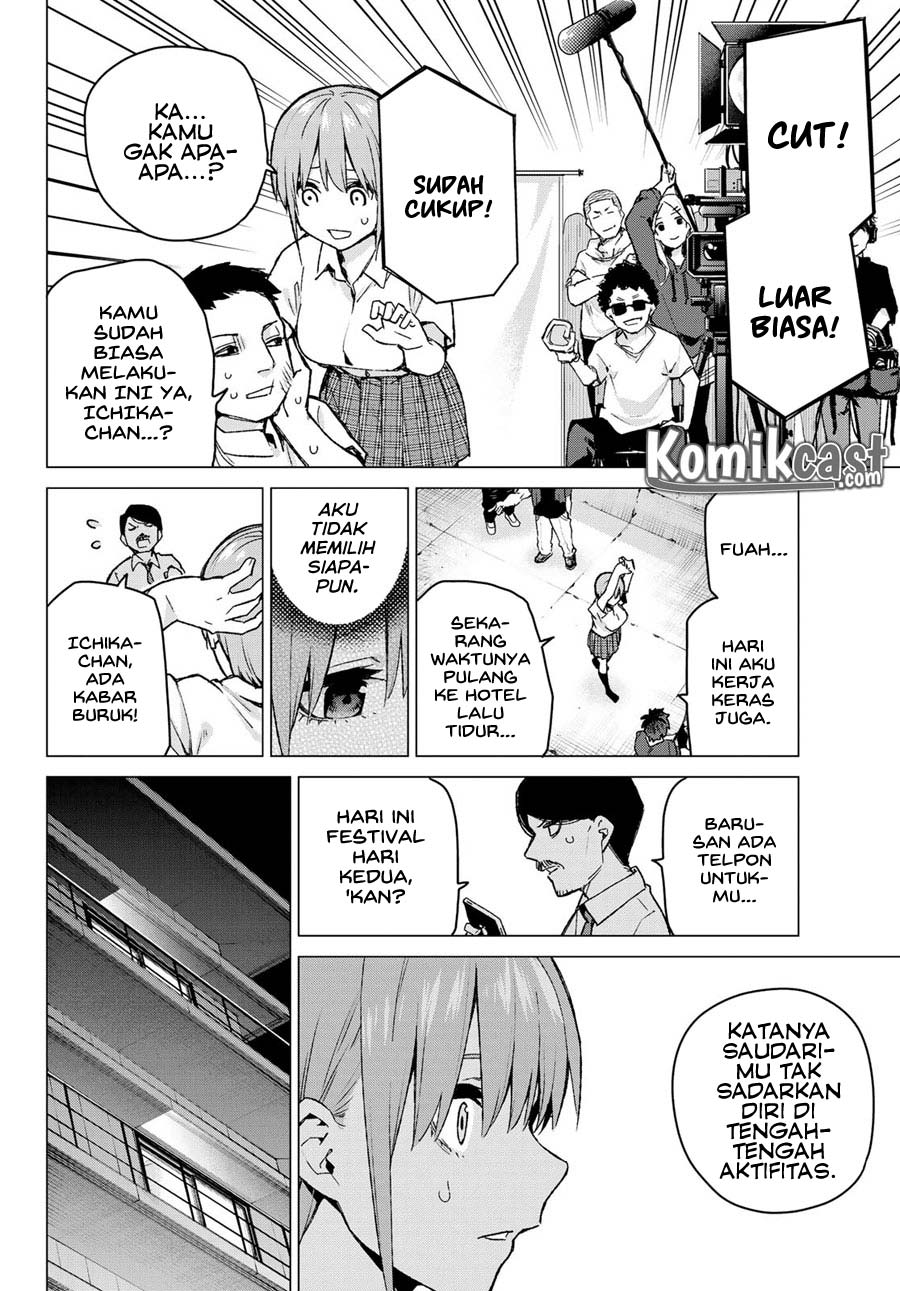 CUT!
LUAR
BIASA!
SUDAH
CUKUP!
KA...
KAMU
GAK APA-
APA...?
KAMU
SUDAH
BIASA
MELAKU-
KAN INI YA,
ICHIKA-
CHAN...?
Komikcast
.com
FUAH...
HARI
INI AKU
KERJA
KERAS
JUGA.
SEKA-
RANG
WAKTUNYA
PULANG
KE HOTEL
LALU
TIDUR...
AKU
TIDAK
MEMILIH
SIAPA-
PUN.
ICHIKA-
CHAN, ADA
KABAR
BURUK!
BARU-
SAN ADA
TELPON
UNTUK-
MU...
HARI INI
FESTIVAL
HARI
KEDUA,
'KAN?
KATANYA
SAUDARI-
MU TAK
SADARKAN
DIRI DI
TENGAH-
TENGAH
AKTIFITAS.